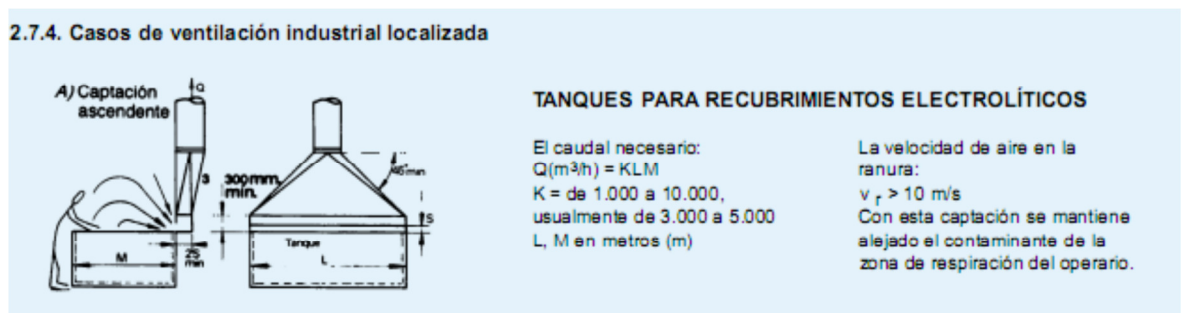 2.7.4. Casos de ventilación industrial localizada
A) Captación
ascendente
Q
300mm.
min.
3
45° min
S
Tanque
M
25
min
L
TANQUES PARA RECUBRIMIENTOS ELECTROLÍTICOS
El caudal necesario:
Q(m³/h) = KLM
K = de 1.000 a 10.000,
usualmente de 3.000 a 5.000
L, M en metros (m)
La velocidad de aire en la
ranura:
v r > 10 m/s
Con esta captación se mantiene
alejado el contaminante de la
zona de respiración del operario.